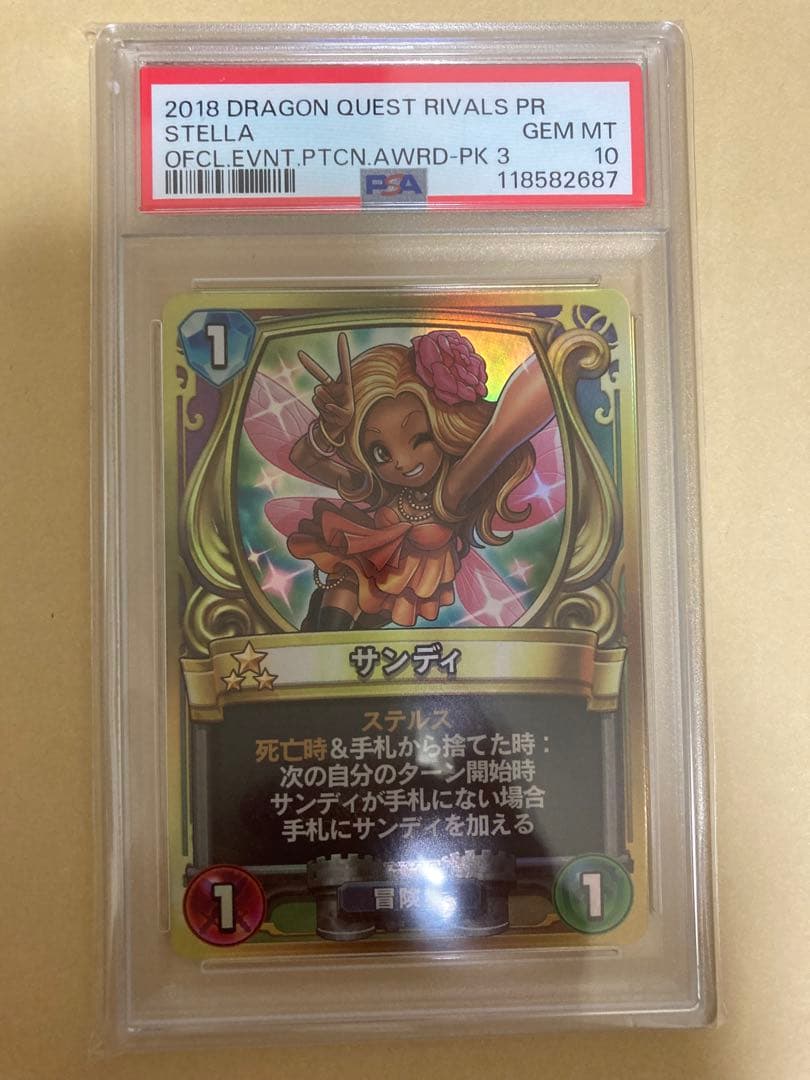 2018 DRAGON QUEST RIVALS PR
STELLA GEM MT
OFCL.EVNT.PTCN.AWRD-PK 3 10
PSA 118582687
1
サンディ
ステルス
死亡時&手札から捨てた時:
次の自分のターン開始時
サンディが手札にない場合
手札にサンディを加える
1 冒険 1